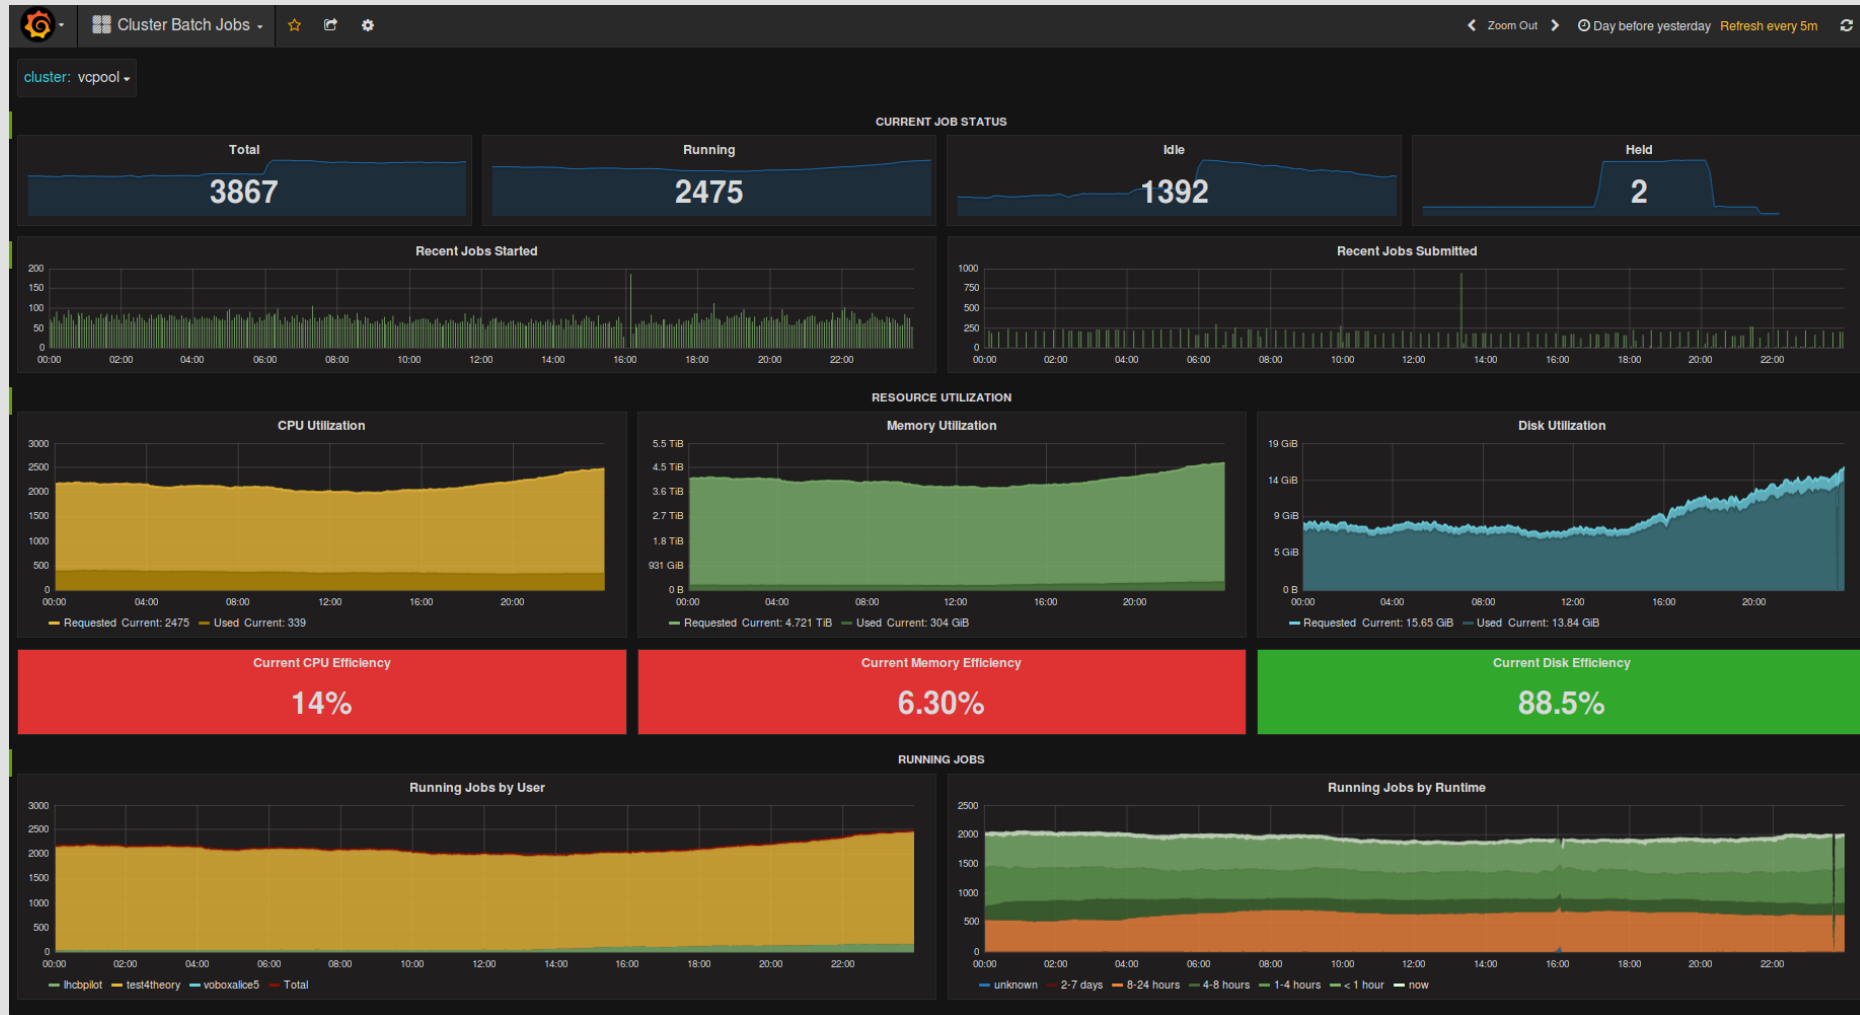 Cluster Batch Jobs
Zoom Out
Day before yesterday Refresh every 5m
cluster: vcpool
CURRENT JOB STATUS
Total
3867
Running
2475
Idle
1392
Held
2
Recent Jobs Started
200
150
100
50
0
00:00 02:00 04:00 06:00 08:00 10:00 12:00 14:00 16:00 18:00 20:00 22:00
Recent Jobs Submitted
1000
750
500
250
0
00:00 02:00 04:00 06:00 08:00 10:00 12:00 14:00 16:00 18:00 20:00 22:00
RESOURCE UTILIZATION
CPU Utilization
3000
2500
2000
1500
1000
500
0
00:00 04:00 08:00 12:00 16:00 20:00
Requested Current: 2475 Used Current: 339
Memory Utilization
5.5 TiB
4.5 TiB
3.6 TiB
2.7 TiB
1.8 TiB
931 GiB
0 B
00:00 04:00 08:00 12:00 16:00 20:00
Requested Current: 4.721 TiB Used Current: 304 GiB
Disk Utilization
19 GiB
14 GiB
9 GiB
5 GiB
0 B
00:00 04:00 08:00 12:00 16:00 20:00
Requested Current: 15.65 GiB Used Current: 13.84 GiB
Current CPU Efficiency
14%
Current Memory Efficiency
6.30%
Current Disk Efficiency
88.5%
RUNNING JOBS
Running Jobs by User
3000
2500
2000
1500
1000
500
0
00:00 02:00 04:00 06:00 08:00 10:00 12:00 14:00 16:00 18:00 20:00 22:00
lhcbpilot test4theory voboxalice5 Total
Running Jobs by Runtime
2500
2000
1500
1000
500
0
00:00 02:00 04:00 06:00 08:00 10:00 12:00 14:00 16:00 18:00 20:00 22:00
unknown 2-7 days 8-24 hours 4-8 hours 1-4 hours < 1 hour now